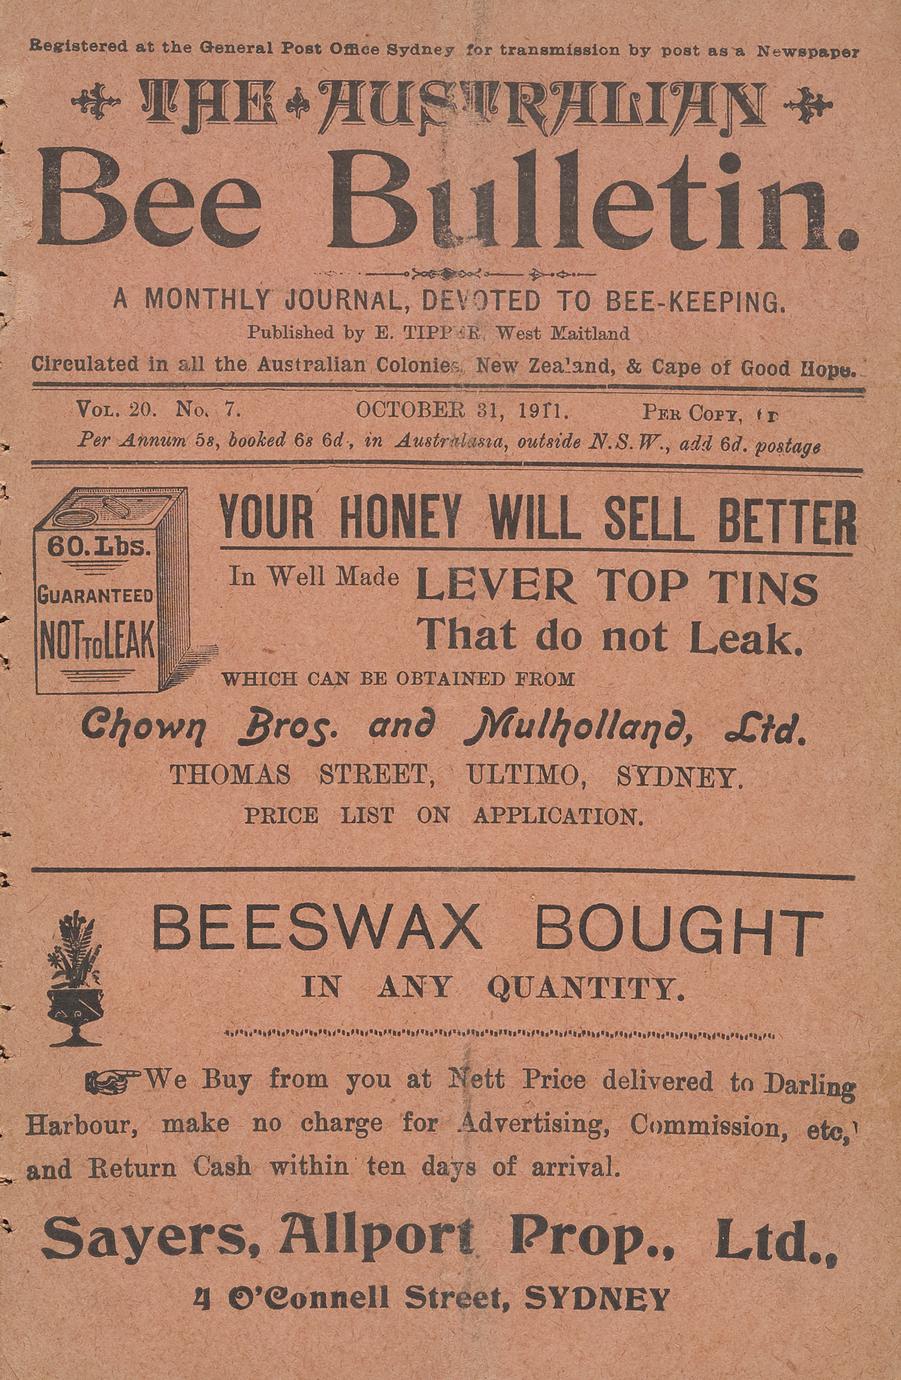 Registered at the General Post Office Sydney for transmission by post as a Newspaper
THE AUSTRALIAN
Bee Bulletin.
A MONTHLY JOURNAL, DEVOTED TO BEE-KEEPING.
Published by E. TIPPER, West Maitland
Circulated in all the Australian Colonies, New Zealand, & Cape of Good Hope.
VOL. 20. No. 7. OCTOBER 31, 1911. PER COPY,
Per Annum 5s, booked 6s 6d, in Australasia, outside N.S.W., add 6d. postage
60. Lbs.
GUARANTEED
NOT TO LEAK
YOUR HONEY WILL SELL BETTER
In Well Made LEVER TOP TINS
That do not Leak.
WHICH CAN BE OBTAINED FROM
Chown Bros. and Mulholland, Ltd.
THOMAS STREET, ULTIMO, SYDNEY.
PRICE LIST ON APPLICATION.
BEESWAX BOUGHT
IN ANY QUANTITY.
We Buy from you at Nett Price delivered to Darling
Harbour, make no charge for Advertising, Commission, etc,
and Return Cash within ten days of arrival.
Sayers, Allport Prop., Ltd.,
4 O'Connell Street, SYDNEY